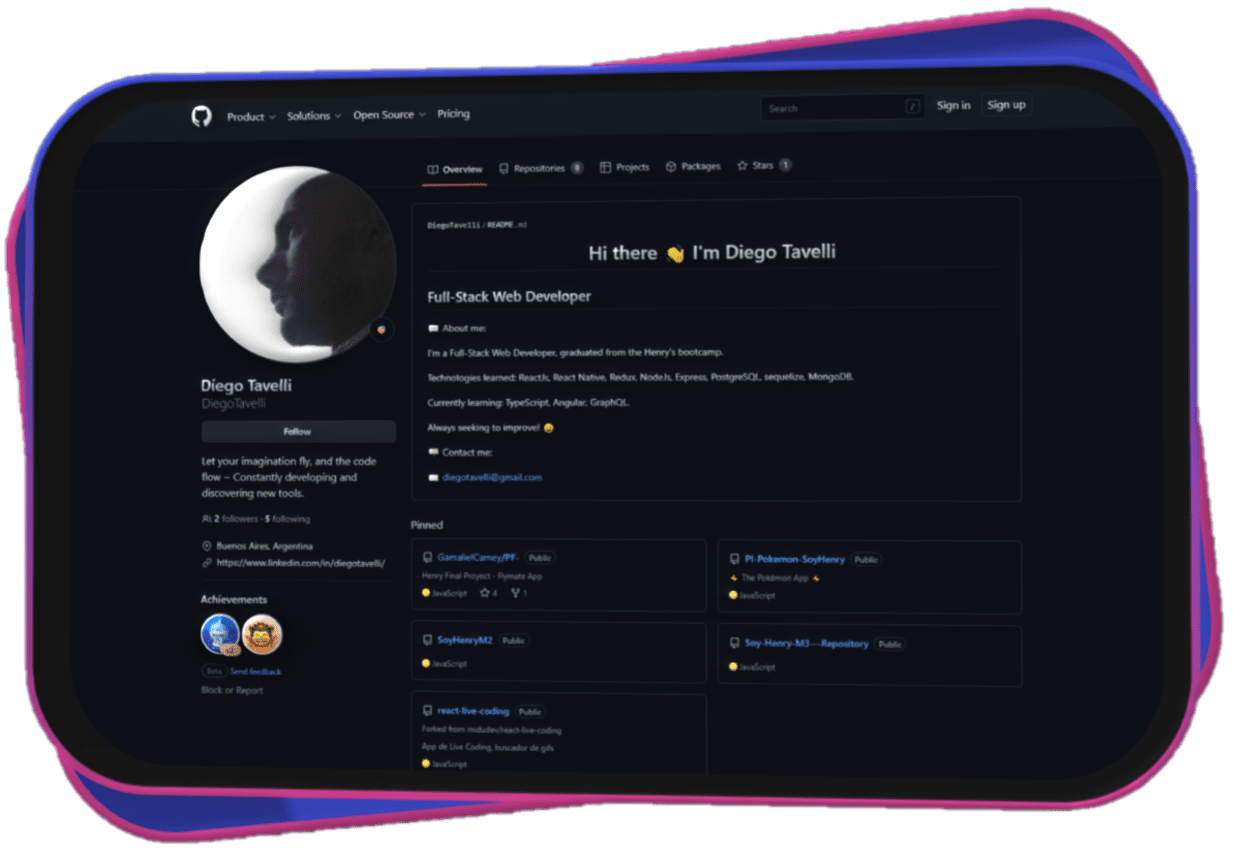 Product Solutions Open Source Pricing Search / Sign in Sign up
Overview Repositories 9 Projects Packages Stars 1
DiegoTavelli / README.md
Hi there 👋 I'm Diego Tavelli
Full-Stack Web Developer
About me:
I'm a Full-Stack Web Developer, graduated from the Henry's bootcamp.
Technologies learned: ReactJs, React Native, Redux, NodeJs, Express, PostgreSQL, sequelize, MongoDB.
Currently learning: TypeScript, Angular, GraphQL.
Always seeking to improve! 😄
Contact me:
diegotavelli@gmail.com
Diego Tavelli
DiegoTavelli
Follow
Let your imagination fly, and the code
flow ~ Constantly developing and
discovering new tools.
2 followers · 5 following
Buenos Aires, Argentina
https://www.linkedin.com/in/diegotavelli/
Achievements
Beta Send feedback
Block or Report
Pinned
GamalielCamey/PF- Public
Henry Final Proyect - Flymate App
JavaScript 4 1
PI-Pokemon-SoyHenry Public
The Pokémon App
JavaScript
SoyHenryM2 Public
JavaScript
Soy-Henry-M3---Repository Public
JavaScript
react-live-coding Public
Forked from midudev/react-live-coding
App de Live Coding, buscador de gifs
JavaScript